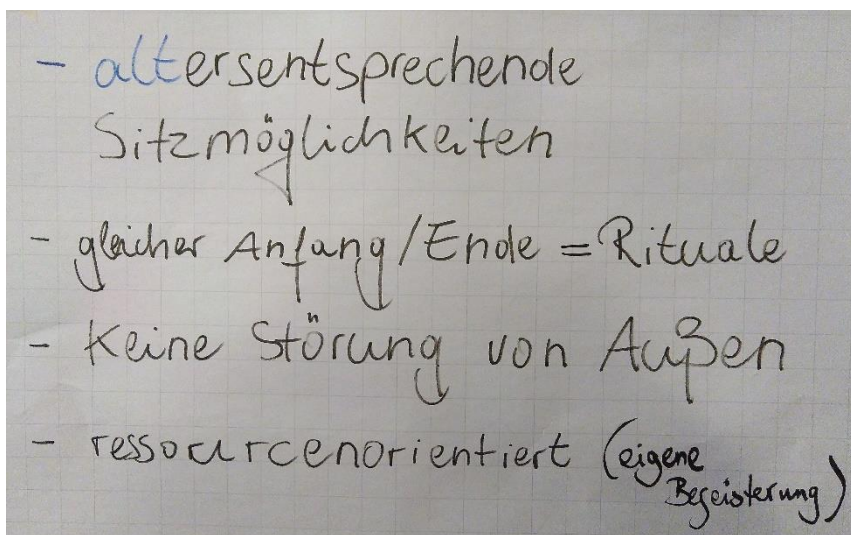 - altersentsprechende
Sitzmöglichkeiten
- gleicher Anfang/Ende = Rituale
- Keine Störung von Außen
- ressourcenorientiert (eigene
Begeisterung)